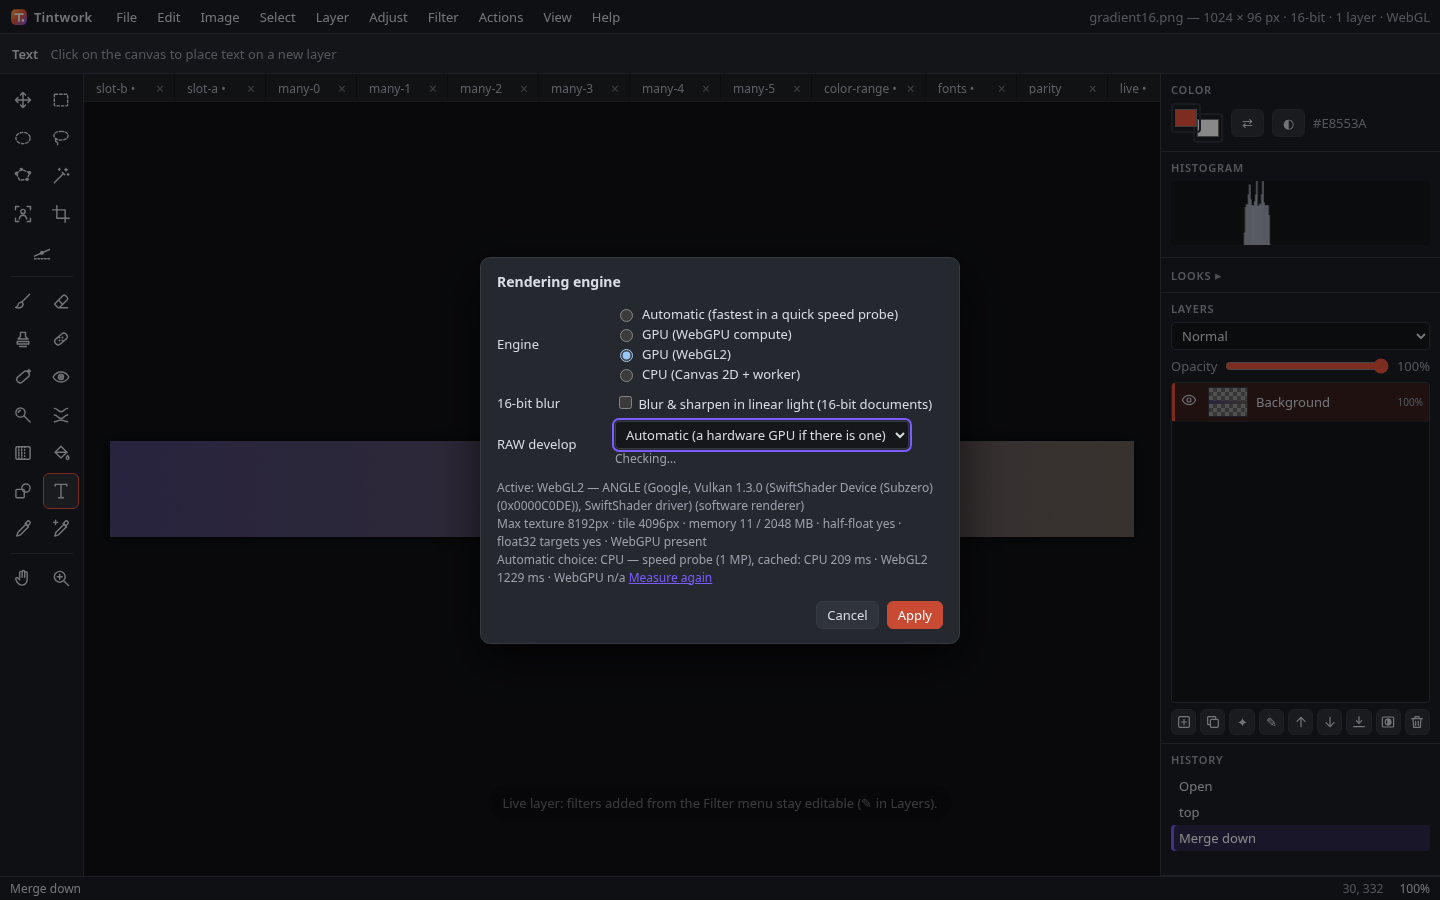 Tintwork File Edit Image Select Layer Adjust Filter Actions View Help gradient16.png — 1024 × 96 px · 16-bit · 1 layer · WebGL
Text Click on the canvas to place text on a new layer
slot-b • × slot-a • × many-0 × many-1 × many-2 × many-3 × many-4 × many-5 × color-range • × fonts • × parity × live •
COLOR
#E8553A
HISTOGRAM
LOOKS ▸
LAYERS
Normal
Opacity 100%
Background 100%
Rendering engine
Engine
Automatic (fastest in a quick speed probe)
GPU (WebGPU compute)
GPU (WebGL2)
CPU (Canvas 2D + worker)
16-bit blur Blur & sharpen in linear light (16-bit documents)
RAW develop Automatic (a hardware GPU if there is one)
Checking...
Active: WebGL2 — ANGLE (Google, Vulkan 1.3.0 (SwiftShader Device (Subzero)
(0x0000C0DE)), SwiftShader driver) (software renderer)
Max texture 8192px · tile 4096px · memory 11 / 2048 MB · half-float yes ·
float32 targets yes · WebGPU present
Automatic choice: CPU — speed probe (1 MP), cached: CPU 209 ms · WebGL2
1229 ms · WebGPU n/a Measure again
Cancel Apply
Live layer: filters added from the Filter menu stay editable (✎ in Layers).
HISTORY
Open
top
Merge down
Merge down 30, 332 100%